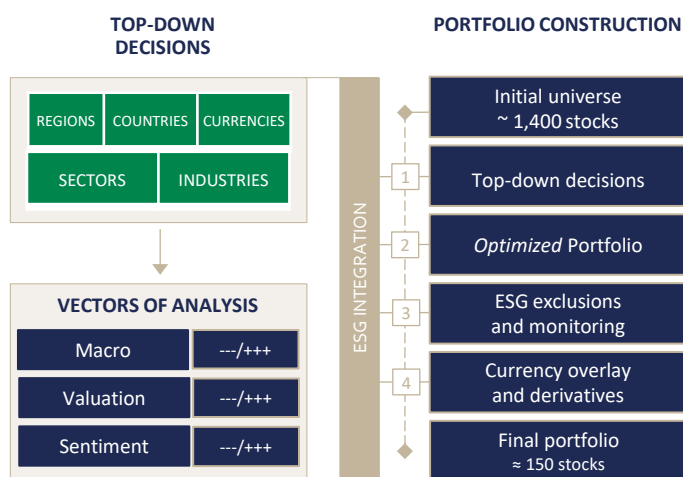 TOP-DOWN
DECISIONS
REGIONS
COUNTRIES
CURRENCIES
SECTORS
INDUSTRIES
VECTORS OF ANALYSIS
Macro
---/+++
Valuation
---/+++
Sentiment
---/+++
ESG INTEGRATION
PORTFOLIO CONSTRUCTION
Initial universe
~ 1,400 stocks
1
Top-down decisions
2
Optimized Portfolio
3
ESG exclusions
and monitoring
4
Currency overlay
and derivatives
Final portfolio
≈ 150 stocks